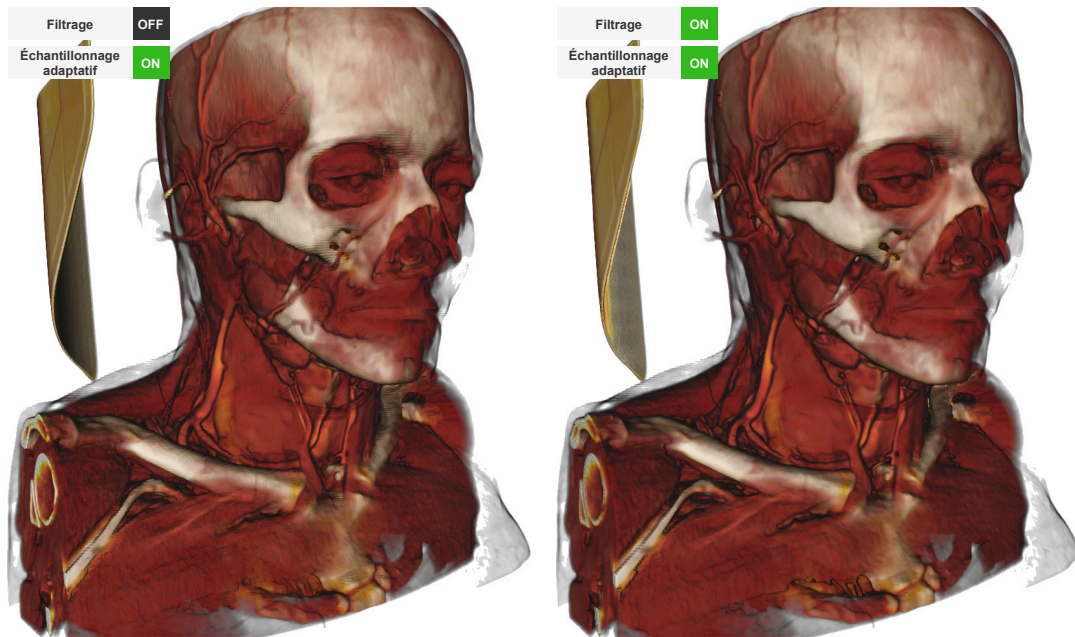 Filtrage OFF
Échantillonnage
adaptatif ON
Filtrage ON
Échantillonnage
adaptatif ON